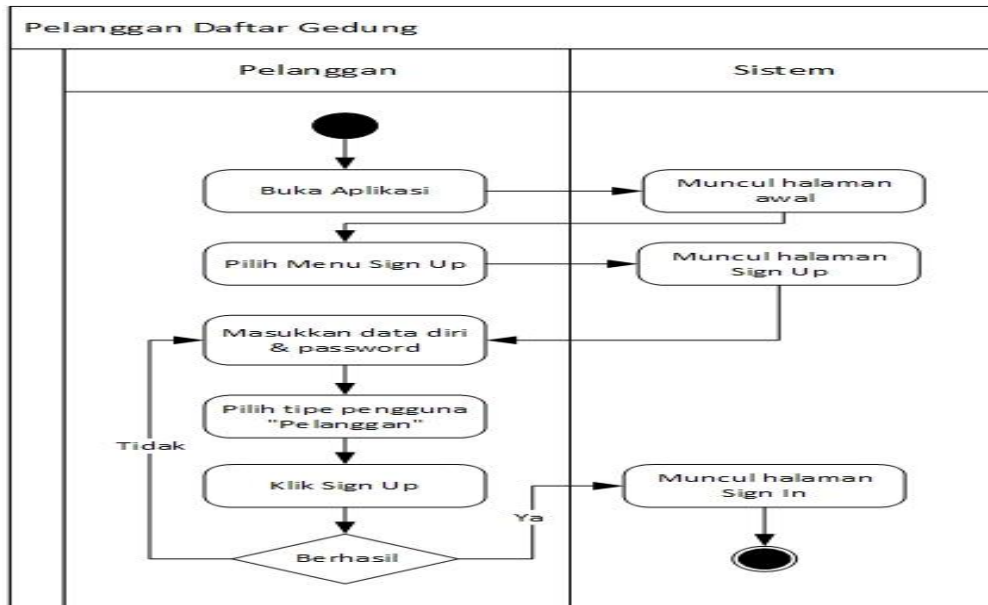 Pelanggan Daftar Gedung
Pelanggan
Sistem
Buka Aplikasi
Muncul halaman
awal
Pilih Menu Sign Up
Muncul halaman
Sign Up
Masukkan data diri
& password
Pilih tipe pengguna
"Pelanggan"
Tidak
Klik Sign Up
Muncul halaman
Sign In
Ya
Berhasil